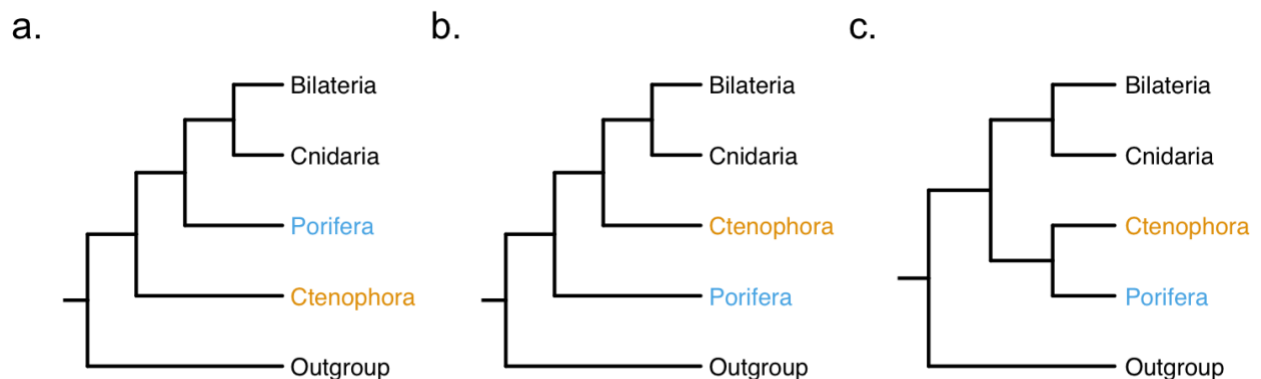 a.
Bilateria
Cnidaria
Porifera
Ctenophora
Outgroup
b.
Bilateria
Cnidaria
Ctenophora
Porifera
Outgroup
c.
Bilateria
Cnidaria
Ctenophora
Porifera
Outgroup